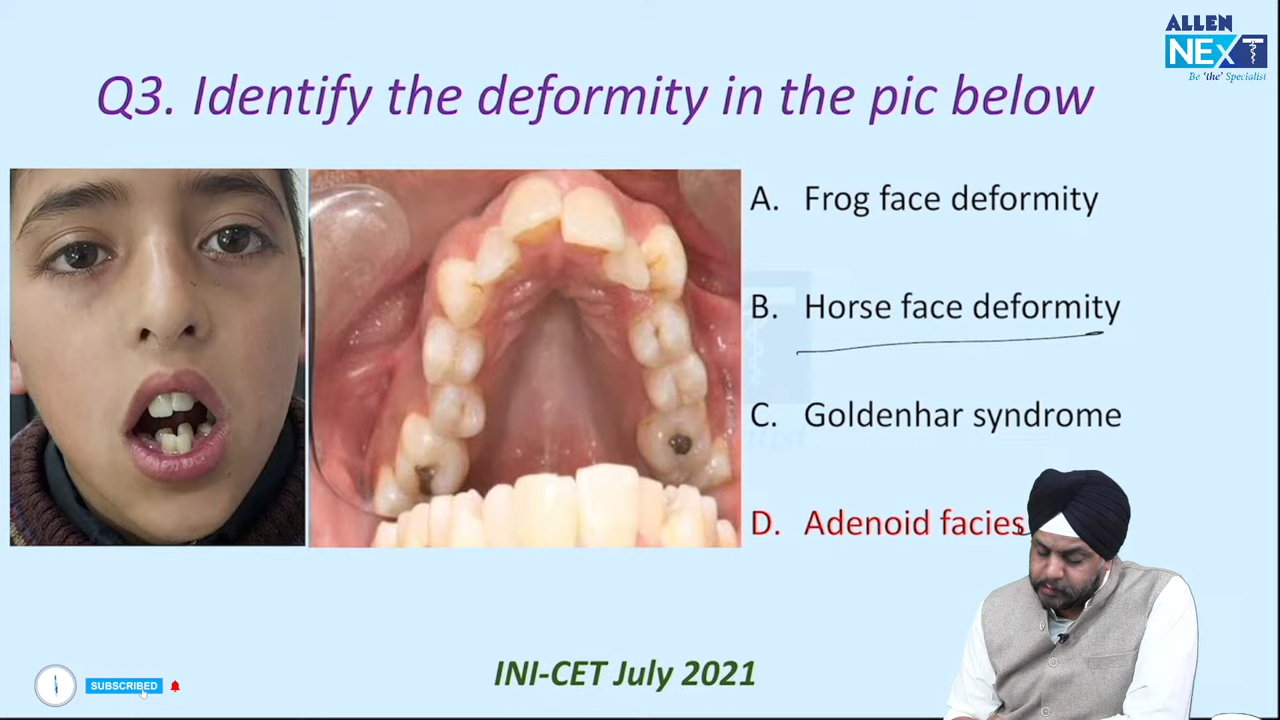 ALLEN
NEXT
Be 'the' Specialist
Q3. Identify the deformity in the pic below
A. Frog face deformity
B. Horse face deformity
C. Goldenhar syndrome
D. Adenoid facies
INI-CET July 2021
SUBSCRIBED